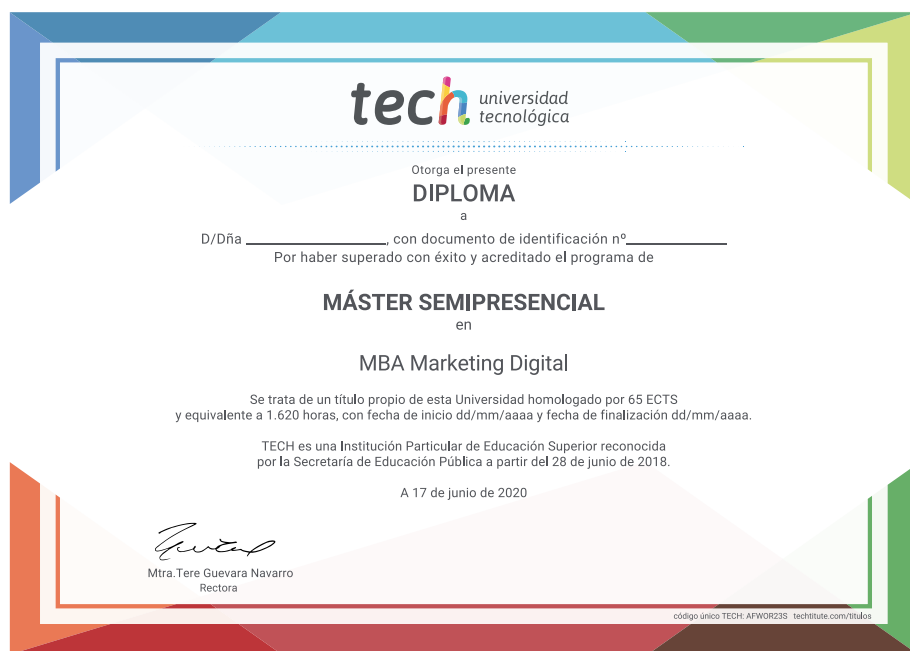 tech universidad
tecnológica
Otorga el presente
DIPLOMA
a
D/Dña ____________________, con documento de identificación nº______________
Por haber superado con éxito y acreditado el programa de
MÁSTER SEMIPRESENCIAL
en
MBA Marketing Digital
Se trata de un título propio de esta Universidad homologado por 65 ECTS
y equivalente a 1.620 horas, con fecha de inicio dd/mm/aaaa y fecha de finalización dd/mm/aaaa.
TECH es una Institución Particular de Educación Superior reconocida
por la Secretaría de Educación Pública a partir del 28 de junio de 2018.
A 17 de junio de 2020
Mtra.Tere Guevara Navarro
Rectora
código único TECH: AFWOR23S techtitute.com/titulos